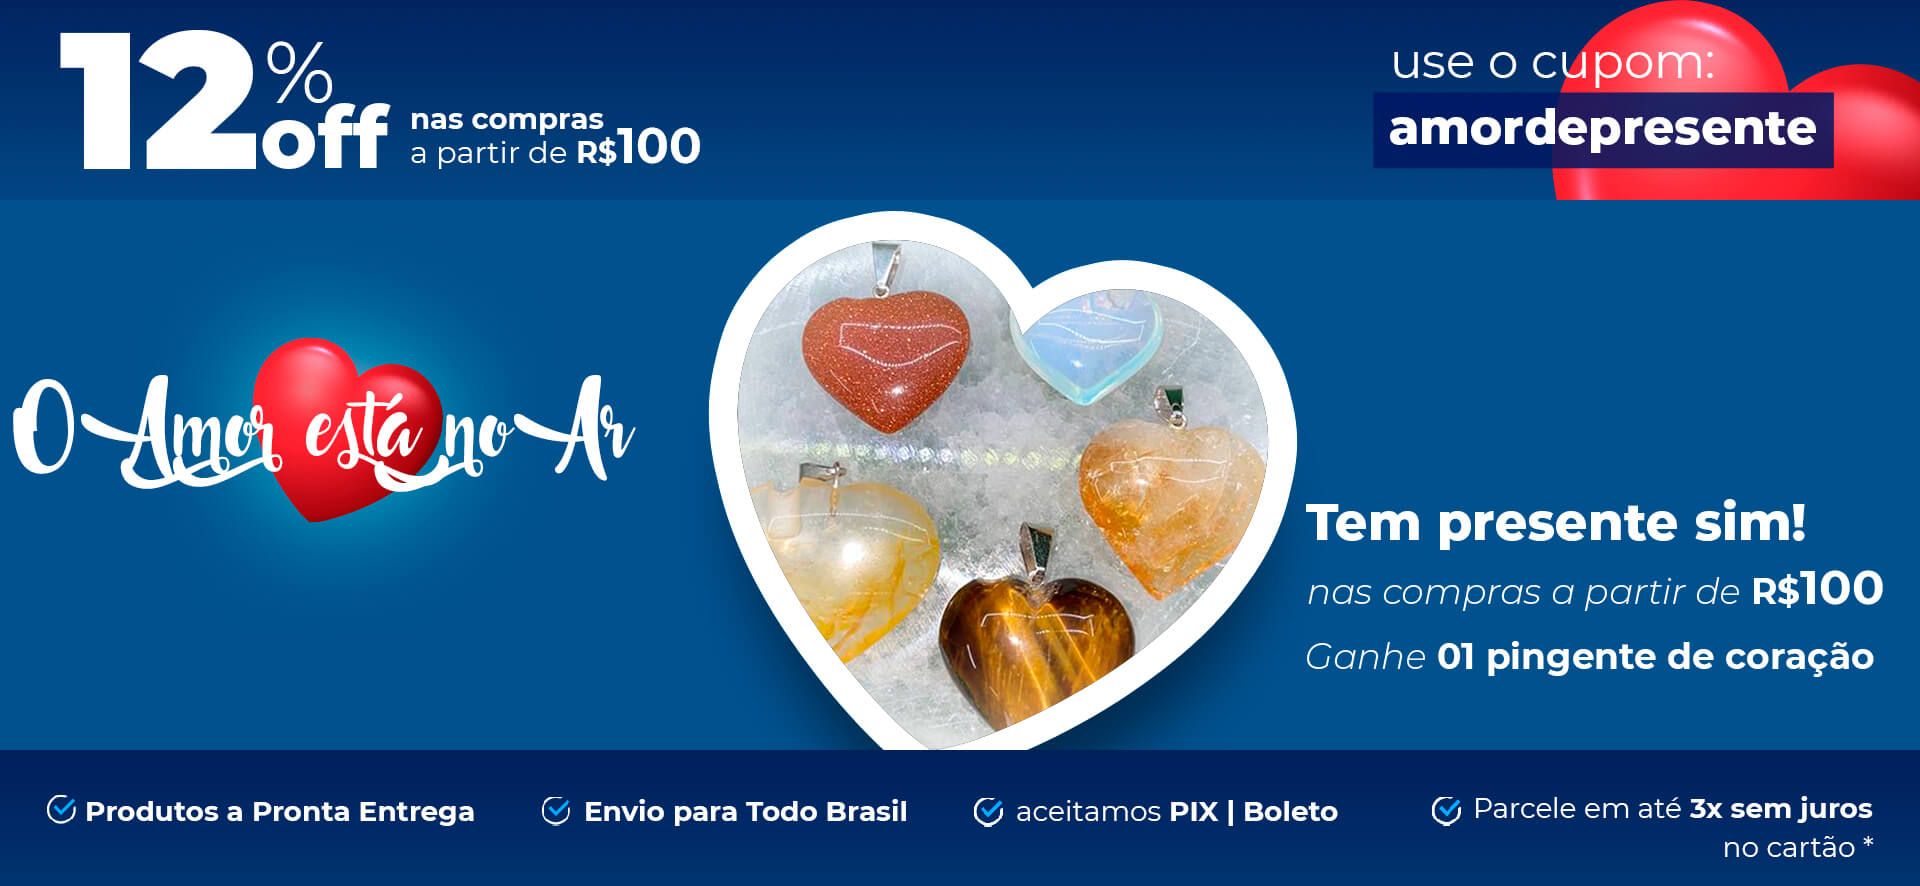 12%
off
nas compras
a partir de R$100
use o cupom:
amordepresente
O Amor está no Ar
Tem presente sim!
nas compras a partir de R$100
Ganhe 01 pingente de coração
Produtos a Pronta Entrega
Envio para Todo Brasil
aceitamos PIX | Boleto
Parcele em até 3x sem juros
no cartão *